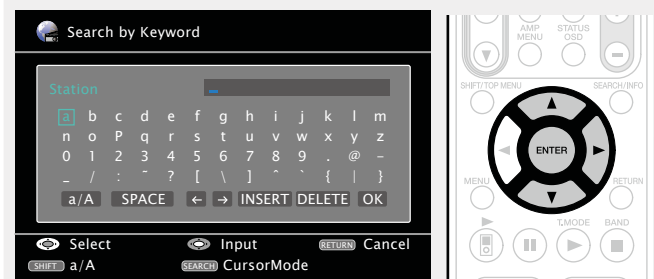 Search by Keyword
Station
a b c d e f g h i j k l m
n o P q r s t u v w x y z
0 1 2 3 4 5 6 7 8 9 . @ –
_ / : ~ ? [ \ ] ^ ` { | }
a/A SPACE ← → INSERT DELETE OK
Select Input RETURN Cancel
SHIFT a/A SEARCH CursorMode
AMP MENU STATUS OSD
SHIFT/TOP MENU SEARCH/INFO
ENTER
MENU RETURN
T.MODE BAND